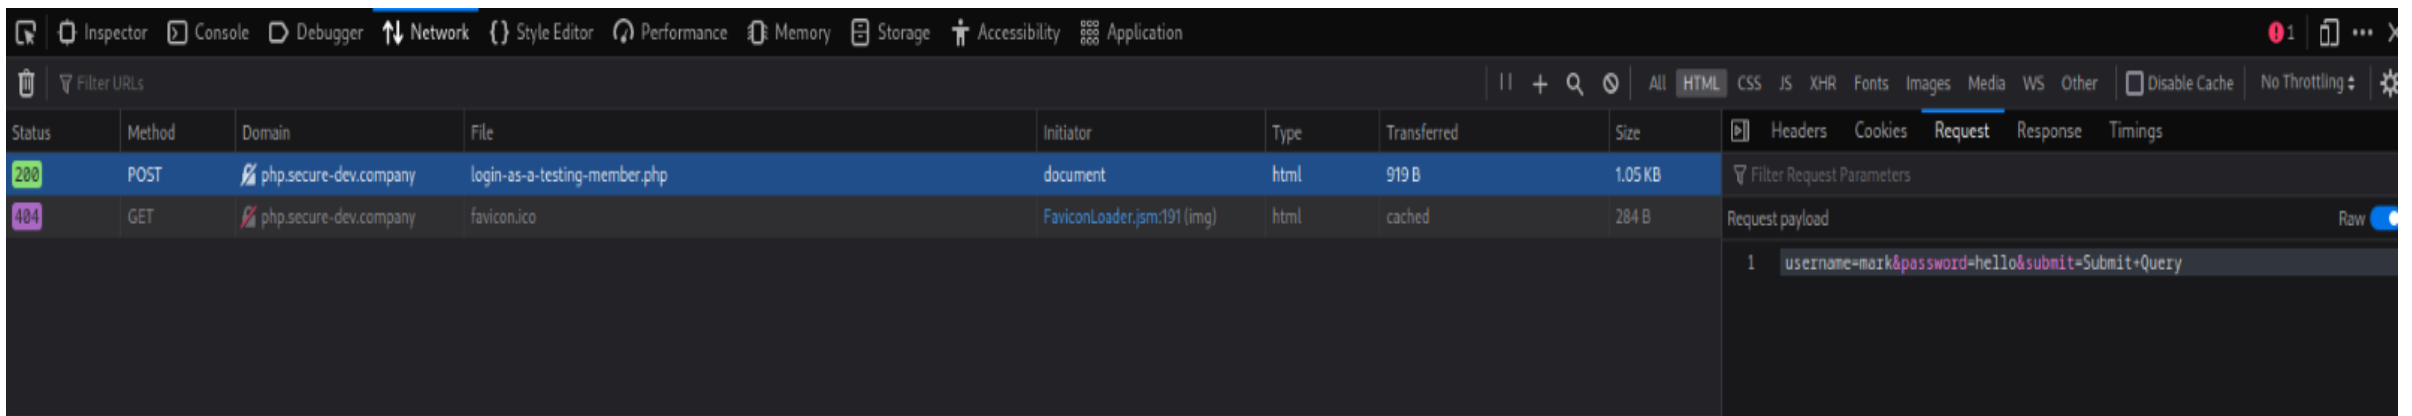 Inspector Console Debugger Network {} Style Editor Performance Memory Storage Accessibility Application 1
Filter URLs All HTML CSS JS XHR Fonts Images Media WS Other Disable Cache No Throttling
Status Method Domain File Initiator Type Transferred Size Headers Cookies Request Response Timings
200 POST php.secure-dev.company login-as-a-testing-member.php document html 919 B 1.05 KB Filter Request Parameters
404 GET php.secure-dev.company favicon.ico FaviconLoader.jsm:191 (img) html cached 284 B Request payload Raw
1 username=mark&password=hello&submit=Submit+Query